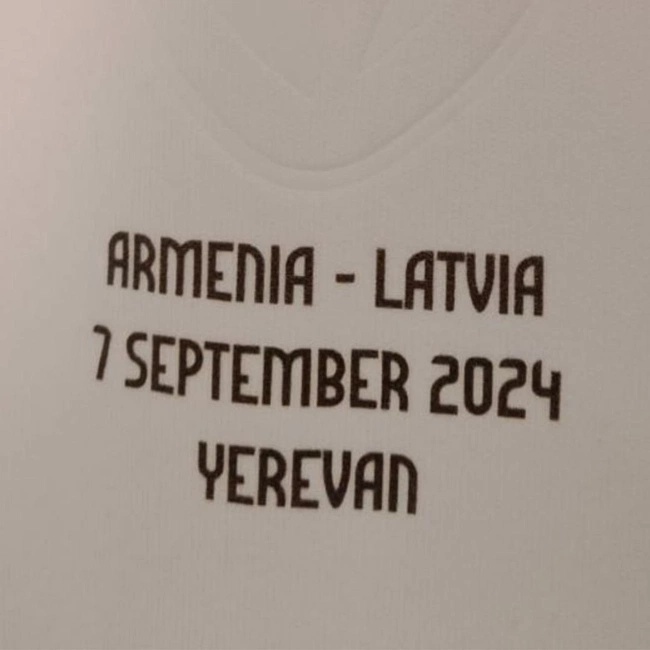 ARMENIA - LATVIA
7 SEPTEMBER 2024
YEREVAN